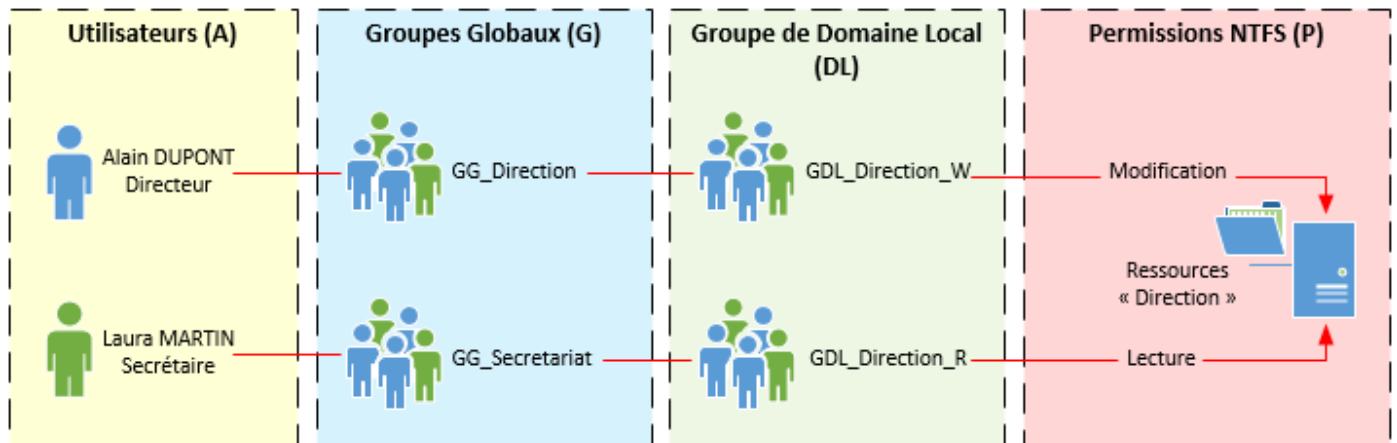 Utilisateurs (A)
Groupes Globaux (G)
Groupe de Domaine Local
(DL)
Permissions NTFS (P)
Alain DUPONT
Directeur
GG_Direction
GDL_Direction_W
Modification
Ressources
« Direction »
Laura MARTIN
Secrétaire
GG_Secretariat
GDL_Direction_R
Lecture